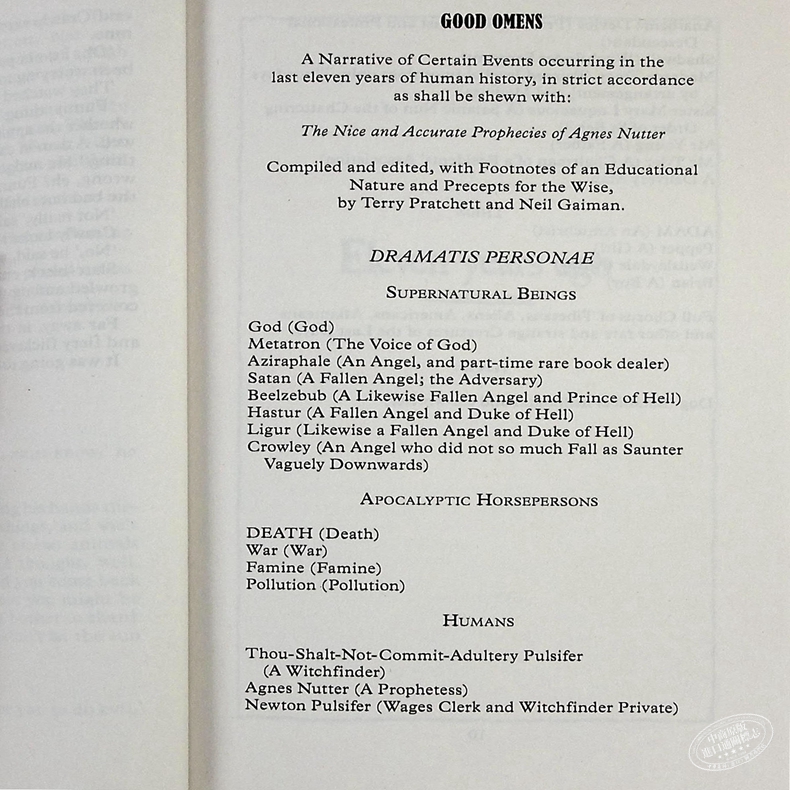 GOOD OMENS
A Narrative of Certain Events occurring in the
last eleven years of human history, in strict accordance
as shall be shewn with:
The Nice and Accurate Prophecies of Agnes Nutter
Compiled and edited, with Footnotes of an Educational
Nature and Precepts for the Wise,
by Terry Pratchett and Neil Gaiman.
DRAMATIS PERSONAE
SUPERNATURAL BEINGS
God (God)
Metatron (The Voice of God)
Aziraphale (An Angel, and part-time rare book dealer)
Satan (A Fallen Angel; the Adversary)
Beelzebub (A Likewise Fallen Angel and Prince of Hell)
Hastur (A Fallen Angel and Duke of Hell)
Ligur (Likewise a Fallen Angel and Duke of Hell)
Crowley (An Angel who did not so much Fall as Saunter
Vaguely Downwards)
APOCALYPTIC HORSEPERSONS
DEATH (Death)
War (War)
Famine (Famine)
Pollution (Pollution)
HUMANS
Thou-Shalt-Not-Commit-Adultery Pulsifer
(A Witchfinder)
Agnes Nutter (A Prophetess)
Newton Pulsifer (Wages Clerk and Witchfinder Private)